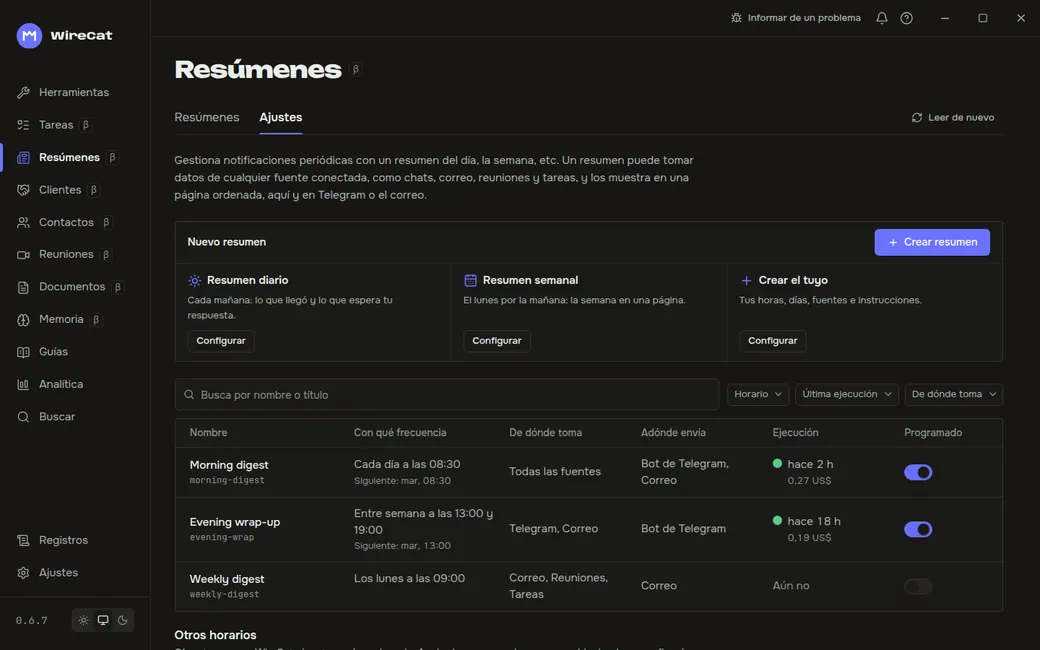 WireCat
Informar de un problema
Herramientas
Tareas β
Resúmenes β
Clientes β
Contactos β
Reuniones β
Documentos β
Memoria β
Guías
Analítica
Buscar
Registros
Ajustes
0.6.7
Resúmenes β
Resúmenes
Ajustes
Leer de nuevo
Gestiona notificaciones periódicas con un resumen del día, la semana, etc. Un resumen puede tomar
datos de cualquier fuente conectada, como chats, correo, reuniones y tareas, y los muestra en una
página ordenada, aquí y en Telegram o el correo.
Nuevo resumen
+ Crear resumen
Resumen diario
Cada mañana: lo que llegó y lo que espera tu
respuesta.
Configurar
Resumen semanal
El lunes por la mañana: la semana en una página.
Configurar
Crear el tuyo
Tus horas, días, fuentes e instrucciones.
Configurar
Busca por nombre o título
Horario
Última ejecución
De dónde toma
Nombre
Con qué frecuencia
De dónde toma
Adónde envía
Ejecución
Programado
Morning digest
morning-digest
Cada día a las 08:30
Siguiente: mar, 08:30
Todas las fuentes
Bot de Telegram,
Correo
hace 2 h
0,27 US$
Evening wrap-up
evening-wrap
Entre semana a las 13:00 y
19:00
Siguiente: mar, 13:00
Telegram, Correo
Bot de Telegram
hace 18 h
0,19 US$
Weekly digest
weekly-digest
Los lunes a las 09:00
Correo, Reuniones,
Tareas
Correo
Aún no
Otros horarios